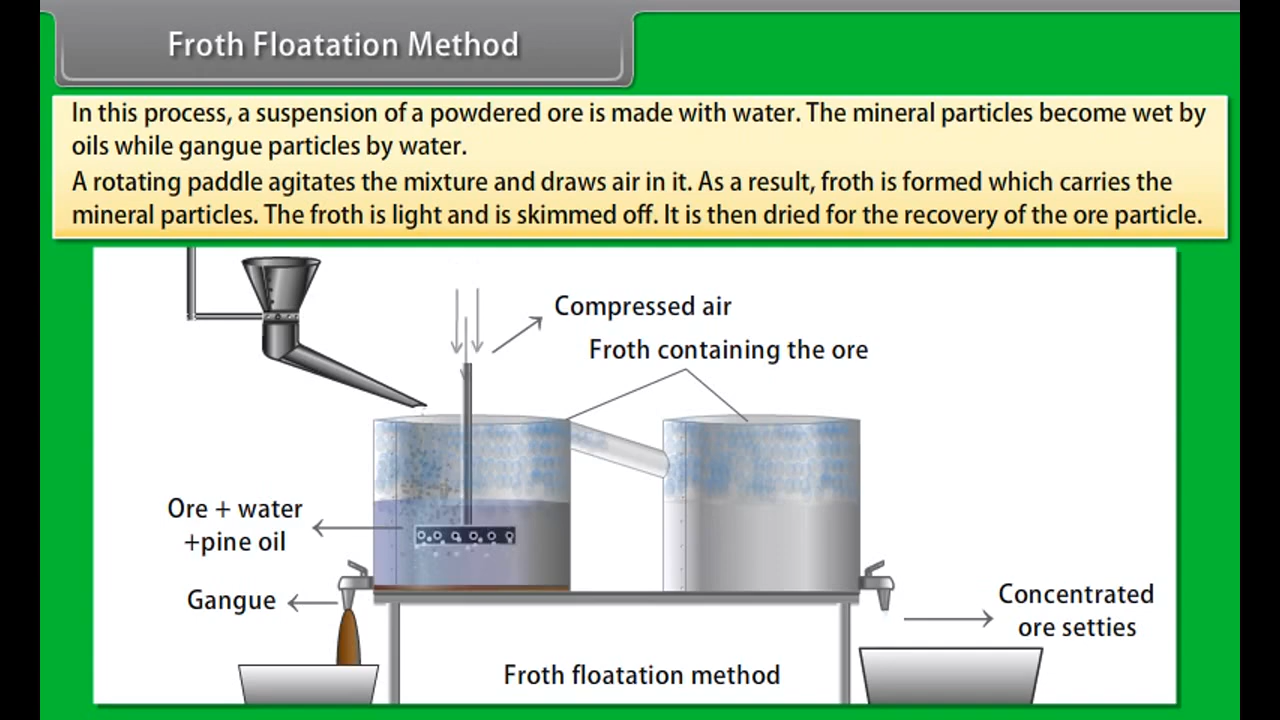 Froth Floatation Method
In this process, a suspension of a powdered ore is made with water. The mineral particles become wet by
oils while gangue particles by water.
A rotating paddle agitates the mixture and draws air in it. As a result, froth is formed which carries the
mineral particles. The froth is light and is skimmed off. It is then dried for the recovery of the ore particle.
Compressed air
Froth containing the ore
Ore + water
+pine oil
Gangue
Concentrated
ore setties
Froth floatation method